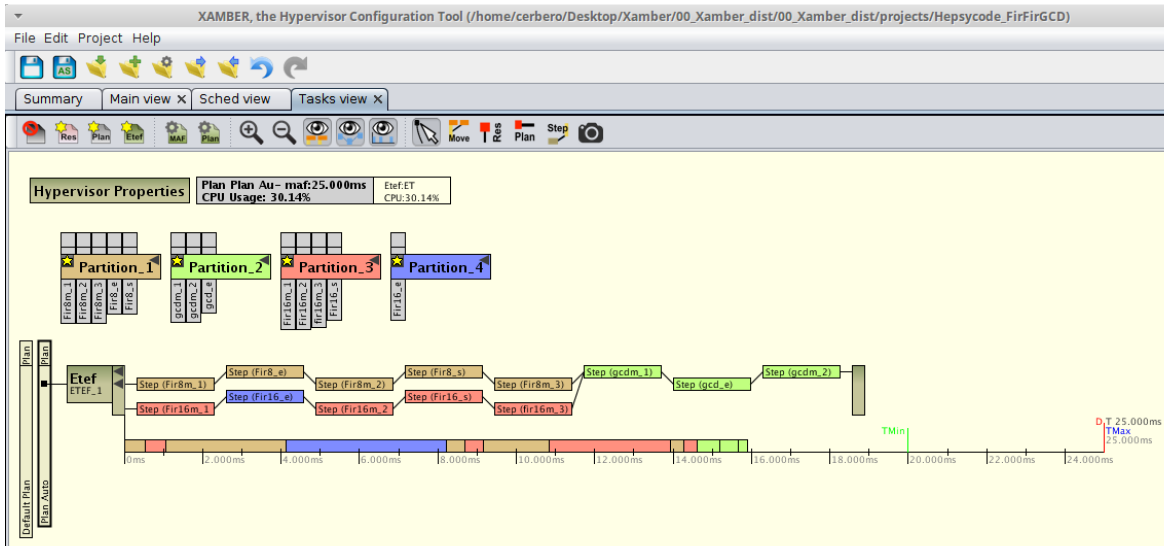 XAMBER, the Hypervisor Configuration Tool (/home/cerbero/Desktop/Xamber/00_Xamber_dist/00_Xamber_dist/projects/Hepsycode_FirFirGCD)
File Edit Project Help
AS
Summary Main view X Sched view Tasks view X
Res Plan Etef MAF Plan Move Res Plan Step
Hypervisor Properties
Plan Plan Au- maf:25.000ms
CPU Usage: 30.14%
Etef:ET
CPU:30.14%
Partition_1 Partition_2 Partition_3 Partition_4
Fir8m_1 Fir8m_2 Fir8m_3 Fir8_e Fir8_s gcdm_1 gcdm_2 gcd_e Fir16m_1 Fir16m_2 fir16m_3 Fir16_s Fir16_e
Plan Plan
Default Plan Plan Auto
Etef
ETEF_1
Step (Fir8_e) Step (Fir8_s) Step (gcdm_1) Step (gcdm_2)
Step (Fir8m_1) Step (Fir8m_2) Step (Fir8m_3) Step (gcd_e)
Step (Fir16_e) Step (Fir16_s)
Step (Fir16m_1 Step (Fir16m_2 Step (fir16m_3)
TMin D,T 25.000ms
TMax
25.000ms
0ms 2.000ms 4.000ms 6.000ms 8.000ms 10.000ms 12.000ms 14.000ms 16.000ms 18.000ms 20.000ms 22.000ms 24.000ms